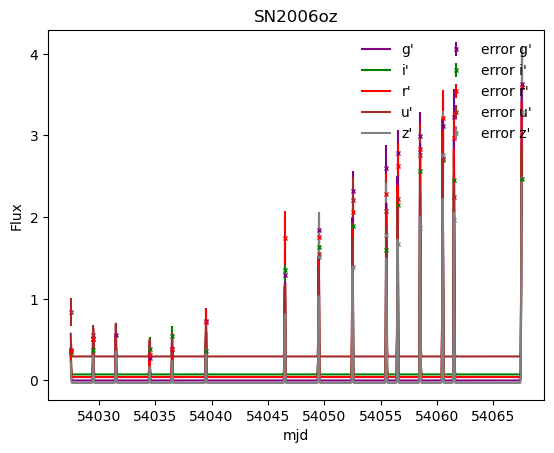 SN2006oz
g' error g'
i' error i'
r' error r'
u' error u'
z' error z'
4
3
2
1
0
Flux
54030 54035 54040 54045 54050 54055 54060 54065
mjd